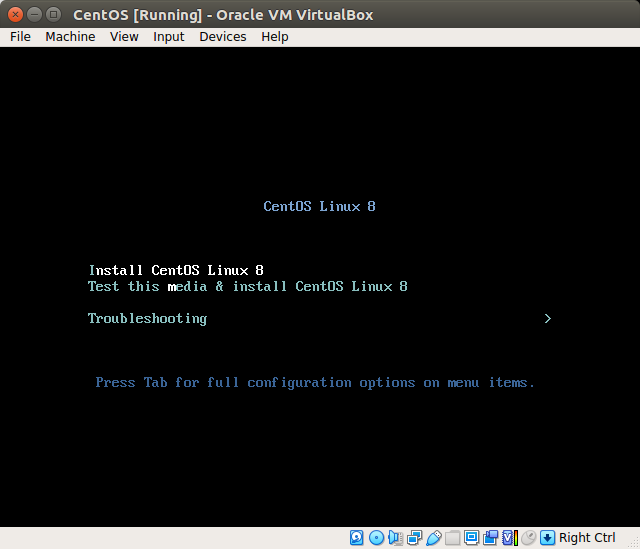 CentOS [Running] - Oracle VM VirtualBox
File Machine View Input Devices Help
CentOS Linux 8
Install CentOS Linux 8
Test this media & install CentOS Linux 8
Troubleshooting >
Press Tab for full configuration options on menu items.
Right Ctrl